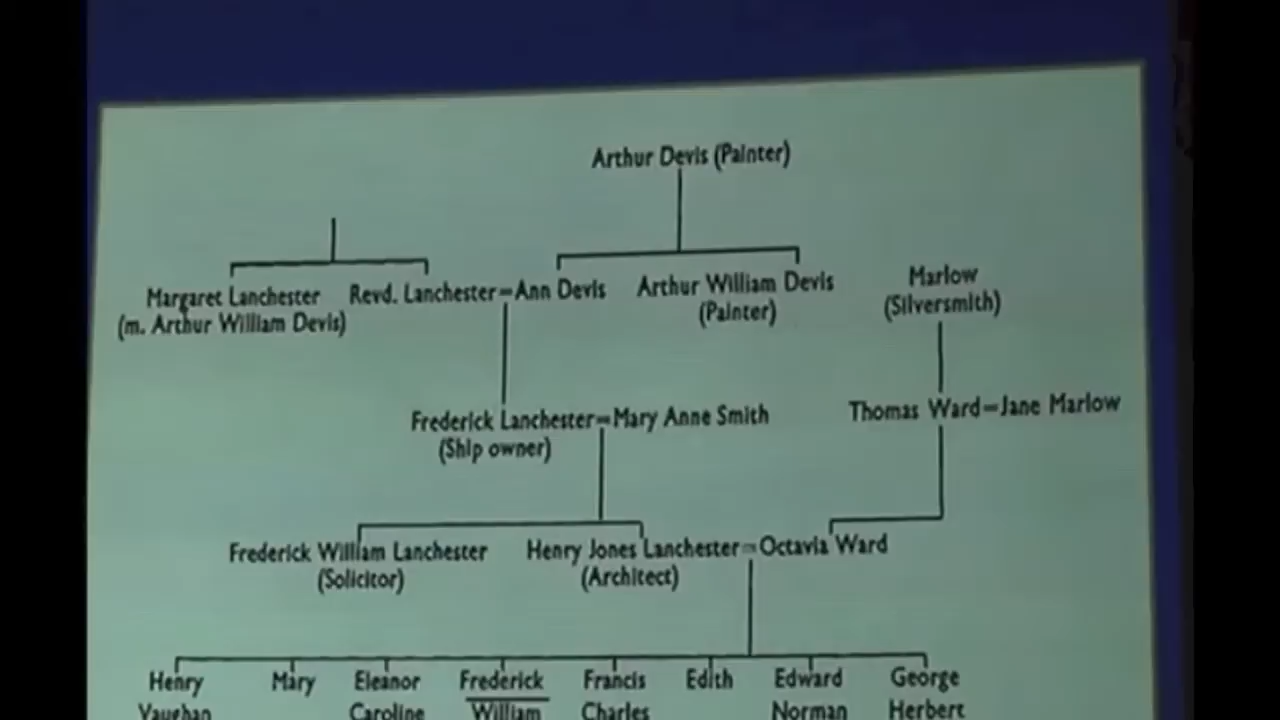 Arthur Devis (Painter)
Margaret Lanchester
(m. Arthur William Devis)
Revd. Lanchester=Ann Devis
Arthur William Devis
(Painter)
Marlow
(Silversmith)
Frederick Lanchester=Mary Anne Smith
(Ship owner)
Thomas Ward=Jane Marlow
Frederick William Lanchester
(Solicitor)
Henry Jones Lanchester=Octavia Ward
(Architect)
Henry
Vaughan
Mary
Eleanor
Caroline
Frederick
William
Francis
Charles
Edith
Edward
Norman
George
Herbert